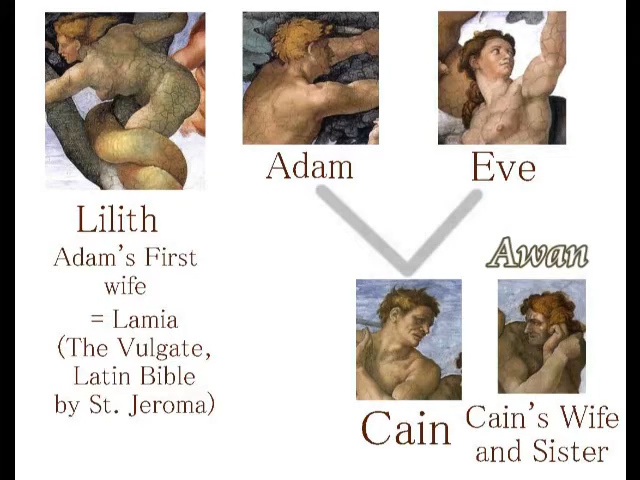 Adam
Eve
Lilith
Adam's First
wife
= Lamia
(The Vulgate,
Latin Bible
by St. Jeroma)
Awan
Cain
Cain's Wife
and Sister